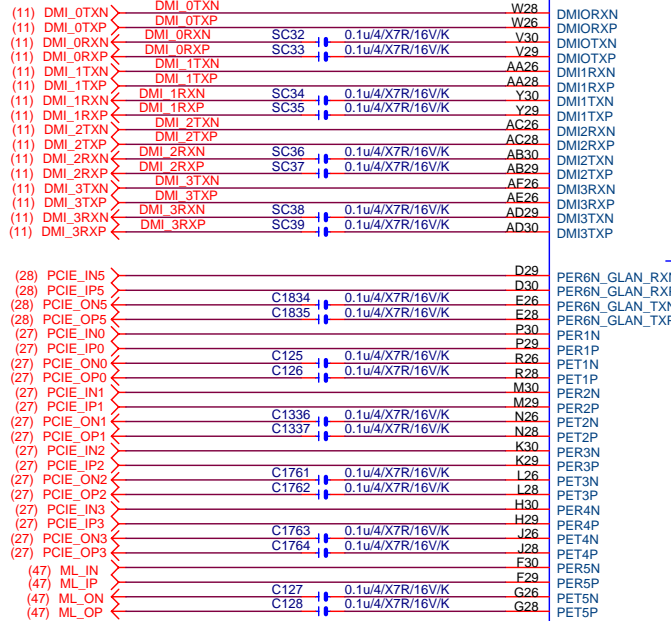 (11) DMI_0TXN DMI_0TXN W28 DMI0RXN
(11) DMI_0TXP DMI_0TXP W26 DMI0RXP
(11) DMI_0RXN DMI_0RXN SC32 0.1u/4/X7R/16V/K V30 DMI0TXN
(11) DMI_0RXP DMI_0RXP SC33 0.1u/4/X7R/16V/K V29 DMI0TXP
(11) DMI_1TXN DMI_1TXN AA26 DMI1RXN
(11) DMI_1TXP DMI_1TXP AA28 DMI1RXP
(11) DMI_1RXN DMI_1RXN SC34 0.1u/4/X7R/16V/K Y30 DMI1TXN
(11) DMI_1RXP DMI_1RXP SC35 0.1u/4/X7R/16V/K Y29 DMI1TXP
(11) DMI_2TXN DMI_2TXN AC26 DMI2RXN
(11) DMI_2TXP DMI_2TXP AC28 DMI2RXP
(11) DMI_2RXN DMI_2RXN SC36 0.1u/4/X7R/16V/K AB30 DMI2TXN
(11) DMI_2RXP DMI_2RXP SC37 0.1u/4/X7R/16V/K AB29 DMI2TXP
(11) DMI_3TXN DMI_3TXN AF26 DMI3RXN
(11) DMI_3TXP DMI_3TXP AE26 DMI3RXP
(11) DMI_3RXN DMI_3RXN SC38 0.1u/4/X7R/16V/K AD29 DMI3TXN
(11) DMI_3RXP DMI_3RXP SC39 0.1u/4/X7R/16V/K AD30 DMI3TXP
(28) PCIE_IN5 D29 PER6N_GLAN_RXN
(28) PCIE_IP5 D30 PER6N_GLAN_RX
(28) PCIE_ON5 C1834 0.1u/4/X7R/16V/K E26 PER6N_GLAN_TXN
(28) PCIE_OP5 C1835 0.1u/4/X7R/16V/K E28 PER6N_GLAN_TXP
(27) PCIE_IN0 P30 PER1N
(27) PCIE_IP0 P29 PER1P
(27) PCIE_ON0 C125 0.1u/4/X7R/16V/K R26 PET1N
(27) PCIE_OP0 C126 0.1u/4/X7R/16V/K R28 PET1P
(27) PCIE_IN1 M30 PER2N
(27) PCIE_IP1 M29 PER2P
(27) PCIE_ON1 C1336 0.1u/4/X7R/16V/K N26 PET2N
(27) PCIE_OP1 C1337 0.1u/4/X7R/16V/K N28 PET2P
(27) PCIE_IN2 K30 PER3N
(27) PCIE_IP2 K29 PER3P
(27) PCIE_ON2 C1761 0.1u/4/X7R/16V/K L26 PET3N
(27) PCIE_OP2 C1762 0.1u/4/X7R/16V/K L28 PET3P
(27) PCIE_IN3 H30 PER4N
(27) PCIE_IP3 H29 PER4P
(27) PCIE_ON3 C1763 0.1u/4/X7R/16V/K J26 PET4N
(27) PCIE_OP3 C1764 0.1u/4/X7R/16V/K J28 PET4P
(47) ML_IN F30 PER5N
(47) ML_IP F29 PER5P
(47) ML_ON C127 0.1u/4/X7R/16V/K G26 PET5N
(47) ML_OP C128 0.1u/4/X7R/16V/K G28 PET5P